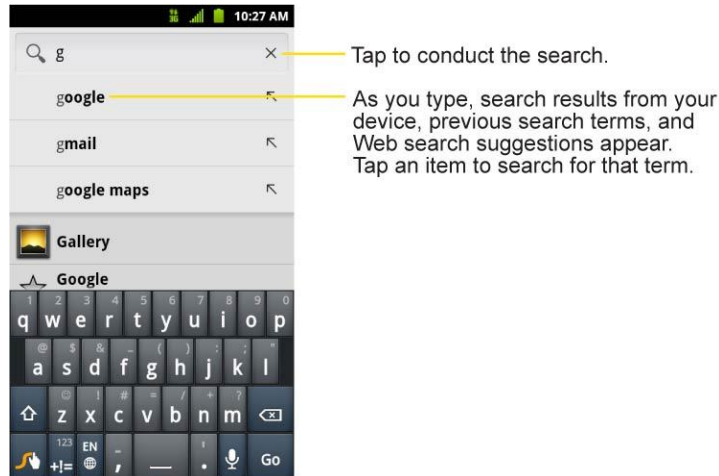 3G 10:27 AM
g
Tap to conduct the search.
google
As you type, search results from your
device, previous search terms, and
Web search suggestions appear.
Tap an item to search for that term.
gmail
google maps
Gallery
Google
1 2 3 4 5 6 7 8 9 0
q w e r t y u i o p
@ $ & _ ( ) : ; "
a s d f g h j k l
! # = / + ?
z x c v b n m
123 EN
+!= , . Go